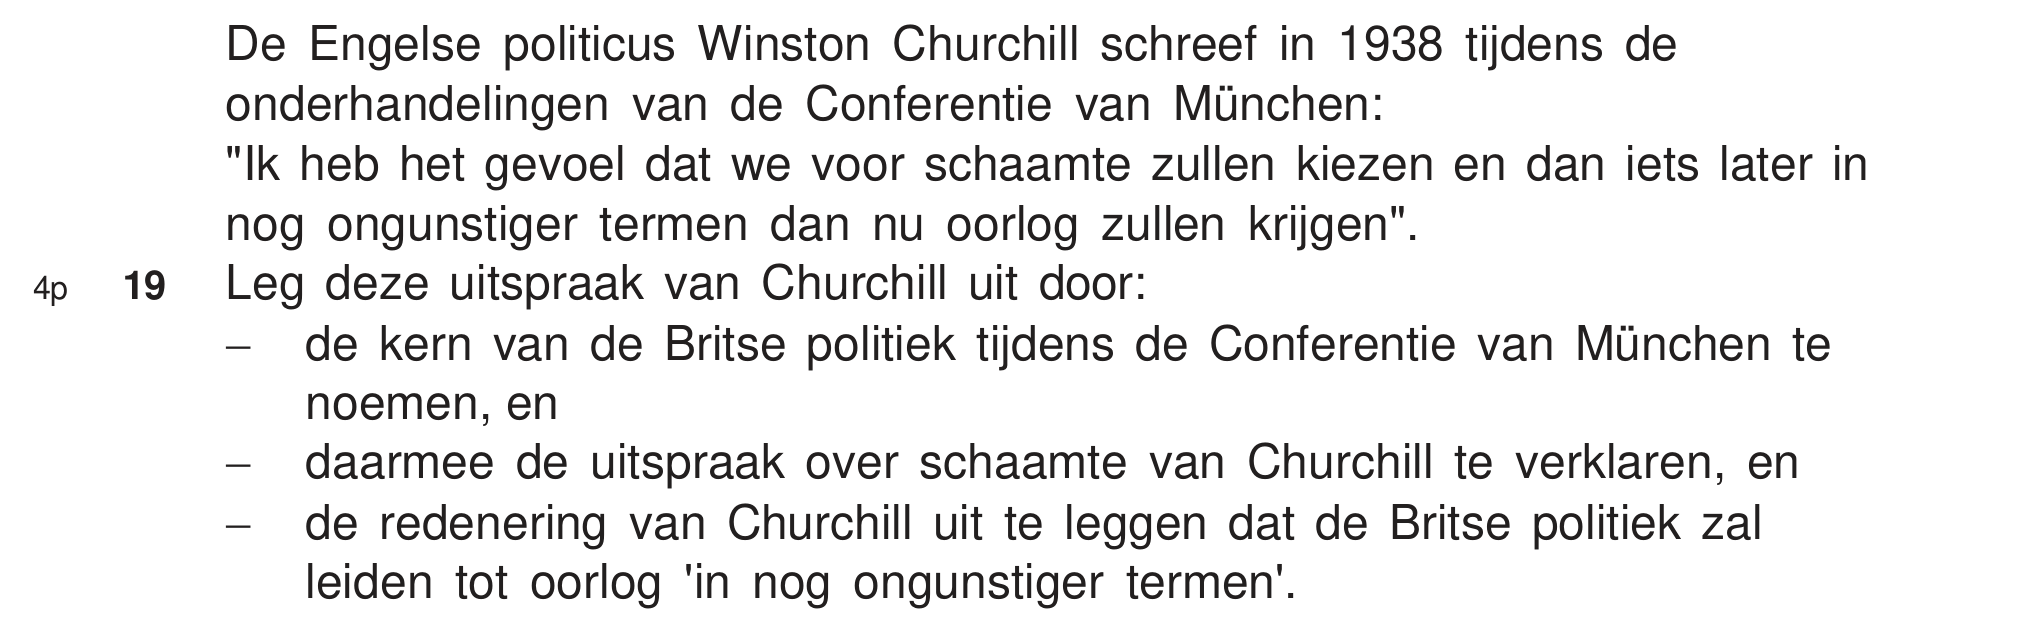 De Engelse politicus Winston Churchill schreef in 1938 tijdens de
onderhandelingen van de Conferentie van München:
"Ik heb het gevoel dat we voor schaamte zullen kiezen en dan iets later in
nog ongunstiger termen dan nu oorlog zullen krijgen".
4p 19 Leg deze uitspraak van Churchill uit door:
– de kern van de Britse politiek tijdens de Conferentie van München te
noemen, en
– daarmee de uitspraak over schaamte van Churchill te verklaren, en
– de redenering van Churchill uit te leggen dat de Britse politiek zal
leiden tot oorlog 'in nog ongunstiger termen'.